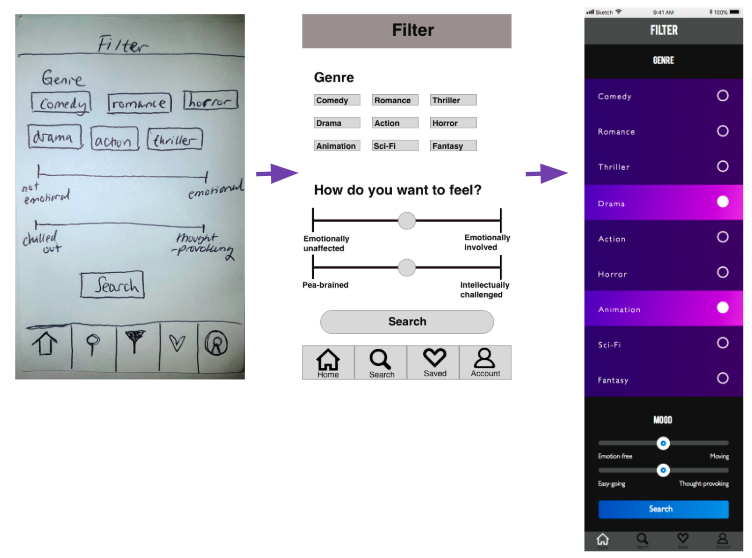 Filter
Genre
Comedy romance horror
drama action thriller
not emotional emotional
chilled out thought-provoking
Search
Filter
Genre
Comedy Romance Thriller
Drama Action Horror
Animation Sci-Fi Fantasy
How do you want to feel?
Emotionally unaffected Emotionally involved
Pea-brained Intellectually challenged
Search
Home Search Saved Account
Sketch 9:41 AM 100%
FILTER
GENRE
Comedy
Romance
Thriller
Drama
Action
Horror
Animation
Sci-Fi
Fantasy
MOOD
Emotion-free Moving
Easy-going Thought-provoking
Search